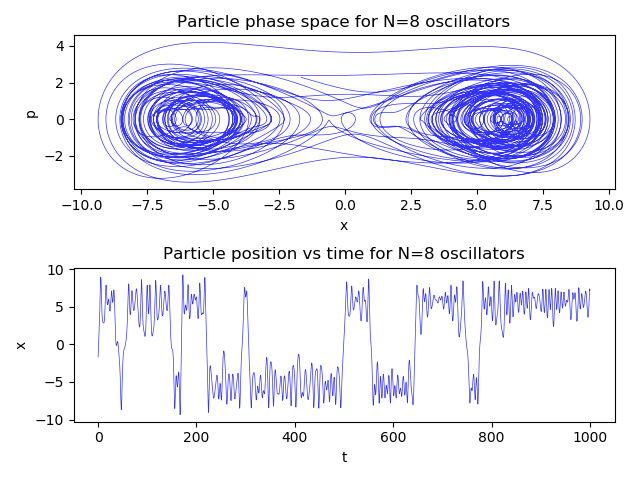 Particle phase space for N=8 oscillators
4
2
0
−2
p
−10.0 −7.5 −5.0 −2.5 0.0 2.5 5.0 7.5 10.0
x
Particle position vs time for N=8 oscillators
10
5
0
−5
−10
x
0 200 400 600 800 1000
t